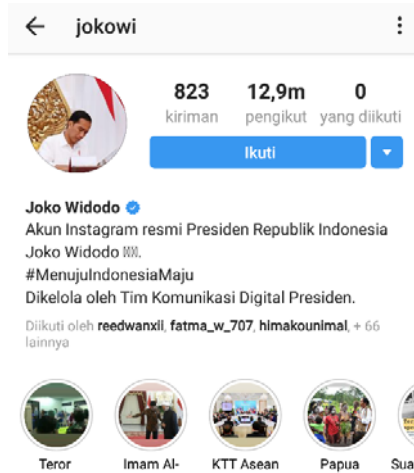 jokowi
823 12,9m 0
kiriman pengikut yang diikuti
Ikuti
Joko Widodo
Akun Instagram resmi Presiden Republik Indonesia
Joko Widodo
#MenujuIndonesiaMaju
Dikelola oleh Tim Komunikasi Digital Presiden.
Diikuti oleh reedwanxii, fatma_w_707, himakounimal, + 66
lainnya
Teror Imam Al- KTT Asean Papua Sua